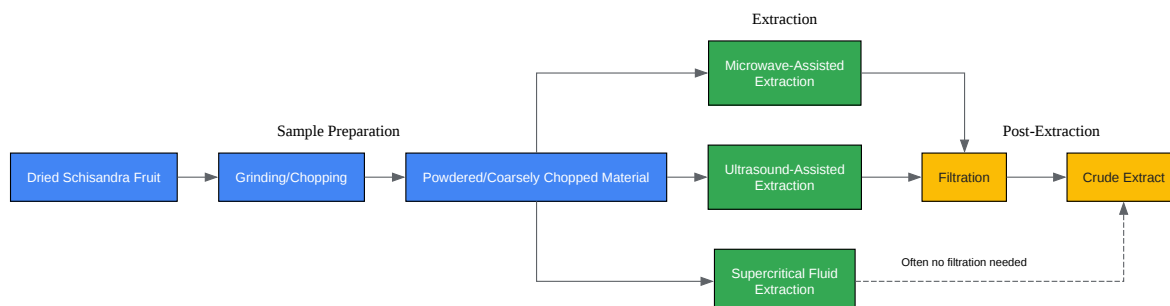 Extraction
Microwave-Assisted
Extraction
Sample Preparation
Post-Extraction
Dried Schisandra Fruit
Grinding/Chopping
Powdered/Coarsely Chopped Material
Ultrasound-Assisted
Extraction
Filtration
Crude Extract
Often no filtration needed
Supercritical Fluid
Extraction